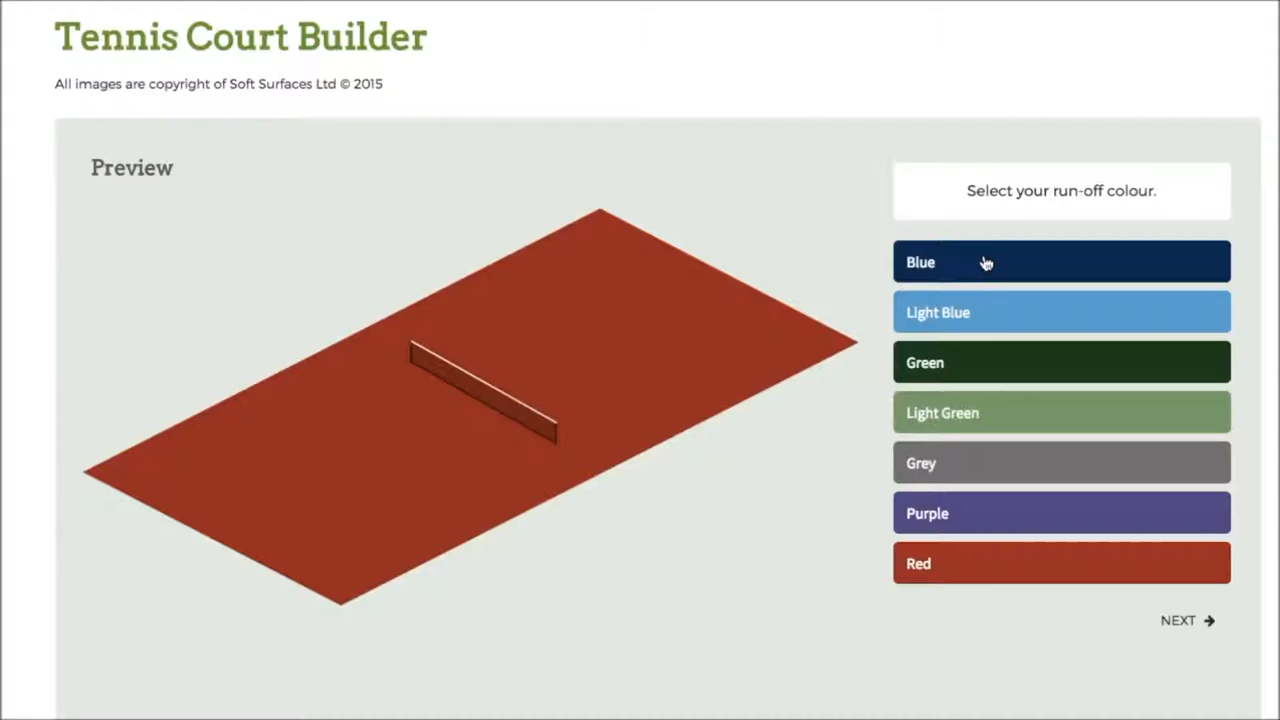 Tennis Court Builder
All images are copyright of Soft Surfaces Ltd © 2015
Preview
Select your run-off colour.
Blue
Light Blue
Green
Light Green
Grey
Purple
Red
NEXT →